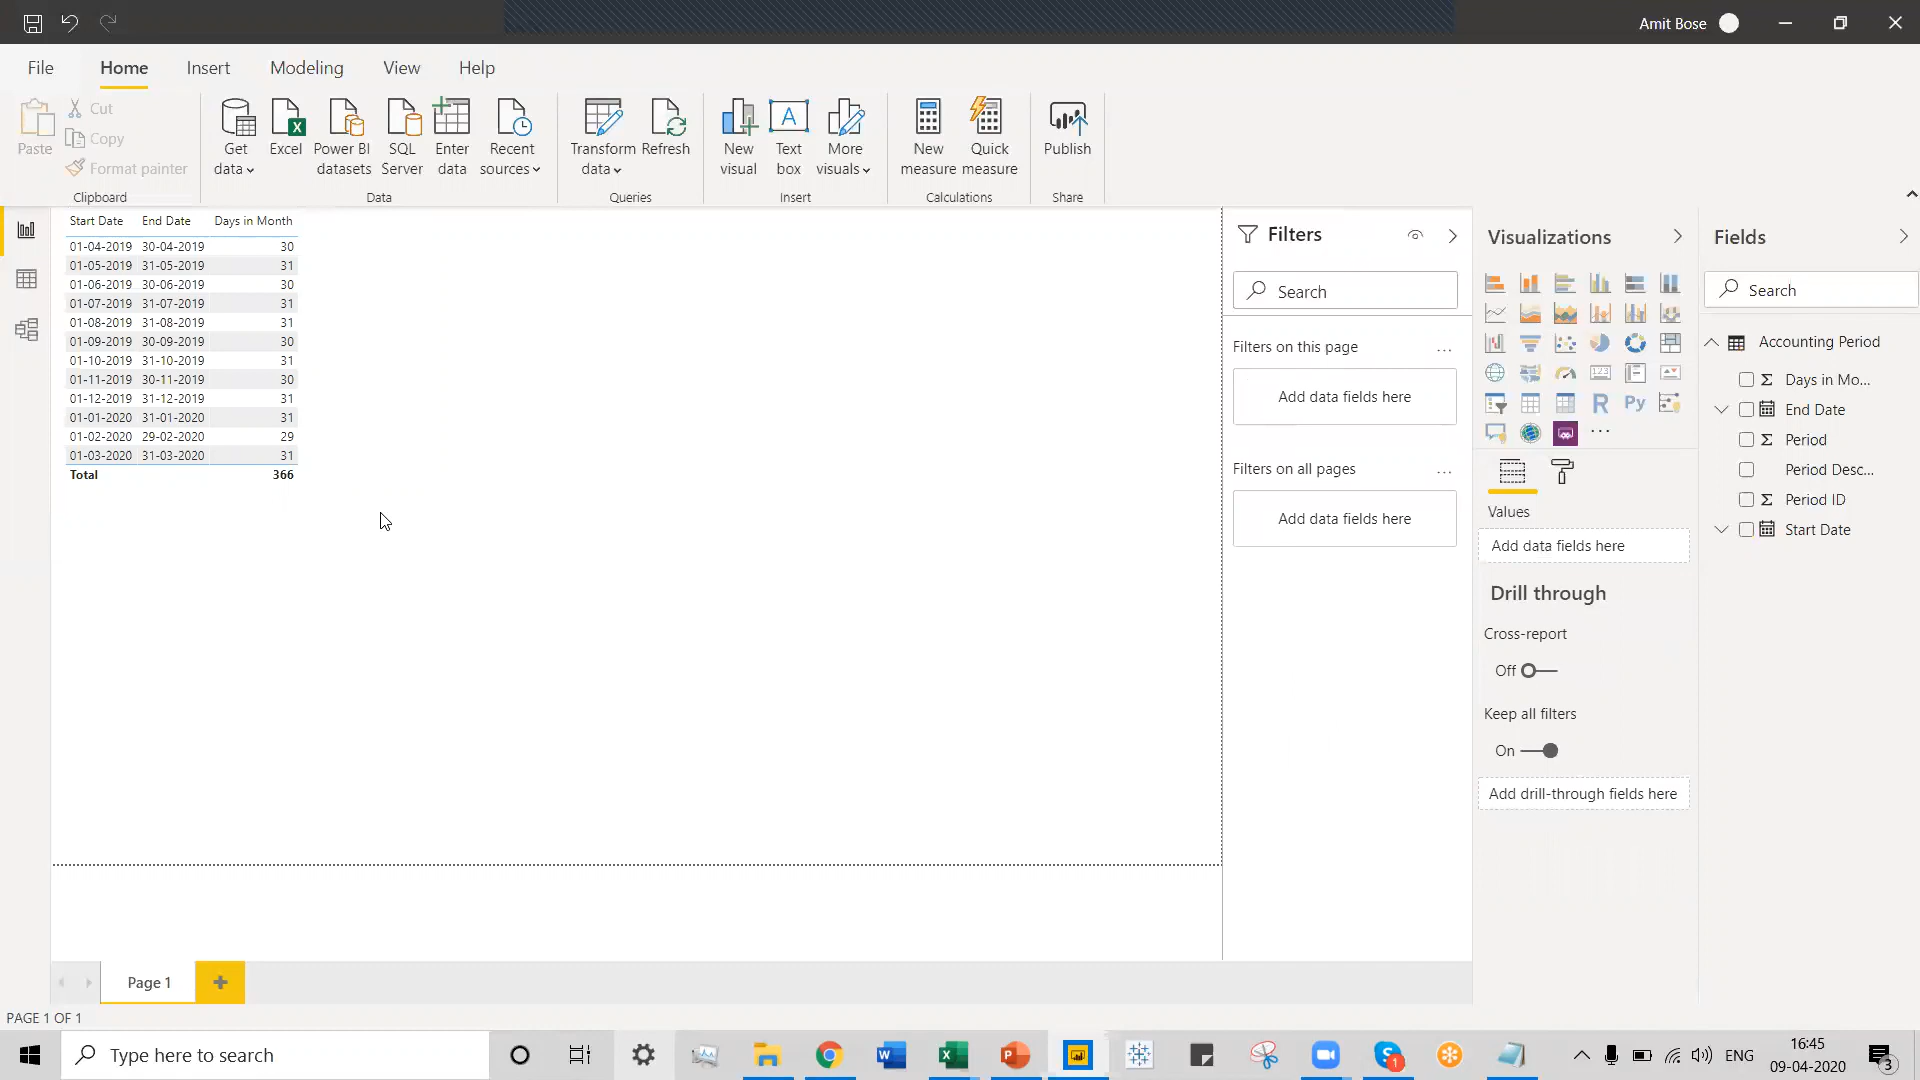 Amit Bose
File Home Insert Modeling View Help
Paste
Cut
Copy
Format painter
Clipboard
Get data
Excel
Power BI datasets
SQL Server
Enter data
Recent sources
Data
Transform data
Refresh
Queries
New visual
Text box
More visuals
Insert
New measure
Quick measure
Calculations
Publish
Share
Start Date End Date Days in Month
01-04-2019 30-04-2019 30
01-05-2019 31-05-2019 31
01-06-2019 30-06-2019 30
01-07-2019 31-07-2019 31
01-08-2019 31-08-2019 31
01-09-2019 30-09-2019 30
01-10-2019 31-10-2019 31
01-11-2019 30-11-2019 30
01-12-2019 31-12-2019 31
01-01-2020 31-01-2020 31
01-02-2020 29-02-2020 29
01-03-2020 31-03-2020 31
Total 366
Filters
Search
Filters on this page ...
Add data fields here
Filters on all pages ...
Add data fields here
Visualizations
123
R Py
...
Values
Add data fields here
Drill through
Cross-report
Off
Keep all filters
On
Add drill-through fields here
Fields
Search
Accounting Period
Σ Days in Mo...
End Date
Σ Period
Period Desc...
Σ Period ID
Start Date
Page 1
PAGE 1 OF 1
Type here to search
ENG
16:45
09-04-2020
3